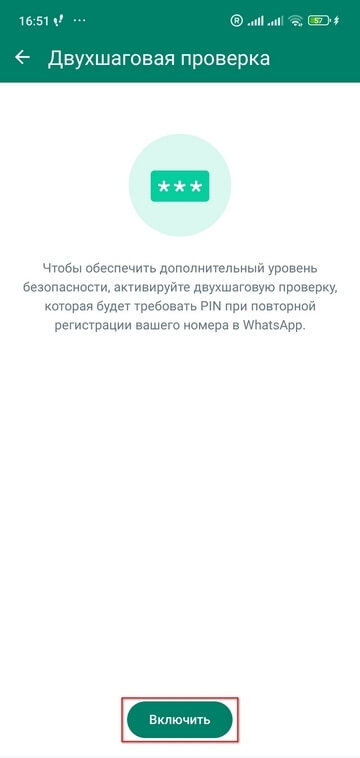 16:51
® 57
Двухшаговая проверка
***
Чтобы обеспечить дополнительный уровень
безопасности, активируйте двухшаговую проверку,
которая будет требовать PIN при повторной
регистрации вашего номера в WhatsApp.
Включить